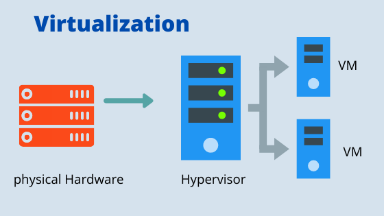 Virtualization
VM
physical Hardware
Hypervisor
VM